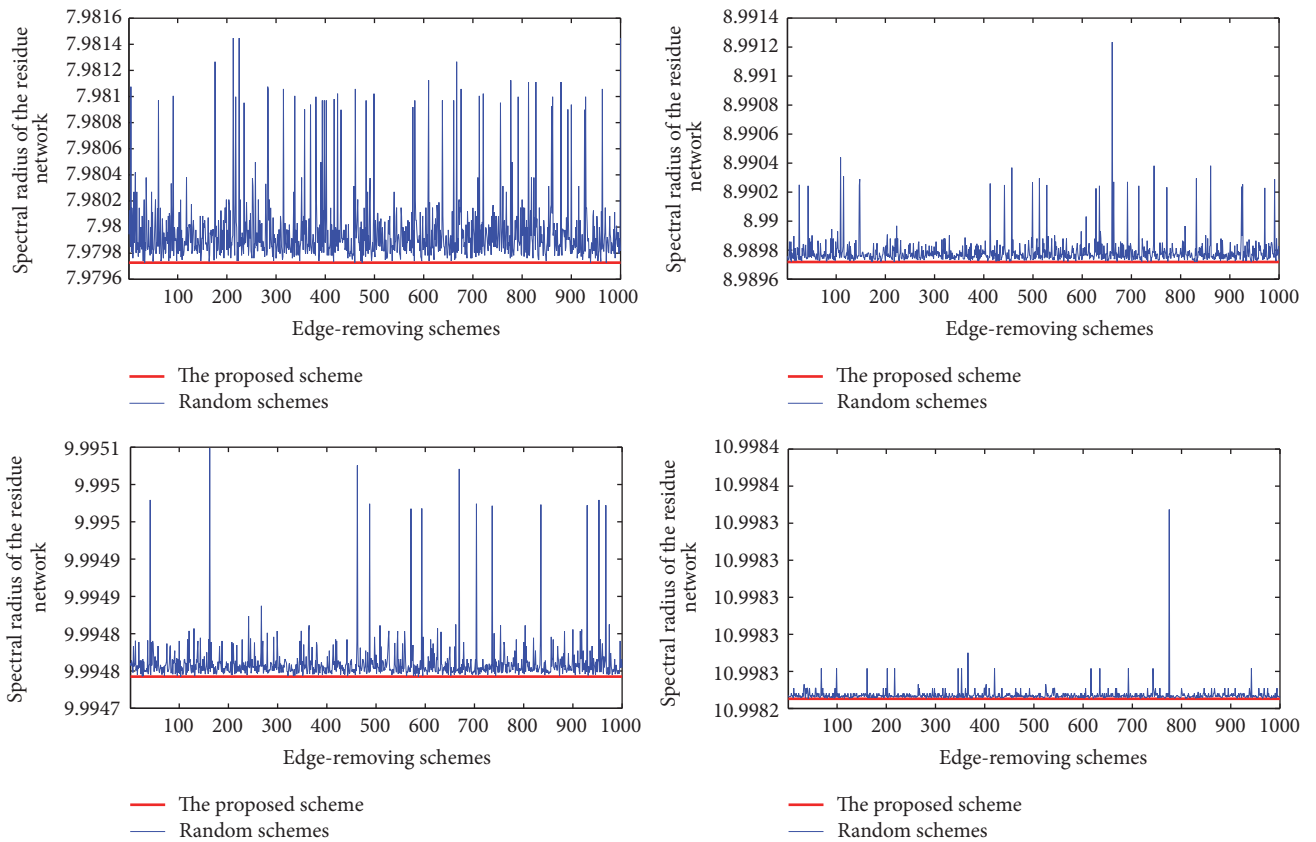 Spectral radius of the residue
network
7.9816
7.9814
7.9812
7.981
7.9808
7.9806
7.9804
7.9802
7.98
7.9798
7.9796
100 200 300 400 500 600 700 800 900 1000
Edge-removing schemes
The proposed scheme
Random schemes
Spectral radius of the residue
network
8.9914
8.9912
8.991
8.9908
8.9906
8.9904
8.9902
8.99
8.9898
8.9896
100 200 300 400 500 600 700 800 900 1000
Edge-removing schemes
The proposed scheme
Random schemes
Spectral radius of the residue
network
9.9951
9.995
9.995
9.9949
9.9949
9.9948
9.9948
9.9947
100 200 300 400 500 600 700 800 900 1000
Edge-removing schemes
The proposed scheme
Random schemes
Spectral radius of the residue
network
10.9984
10.9984
10.9983
10.9983
10.9983
10.9983
10.9983
10.9982
100 200 300 400 500 600 700 800 900 1000
Edge-removing schemes
The proposed scheme
Random schemes